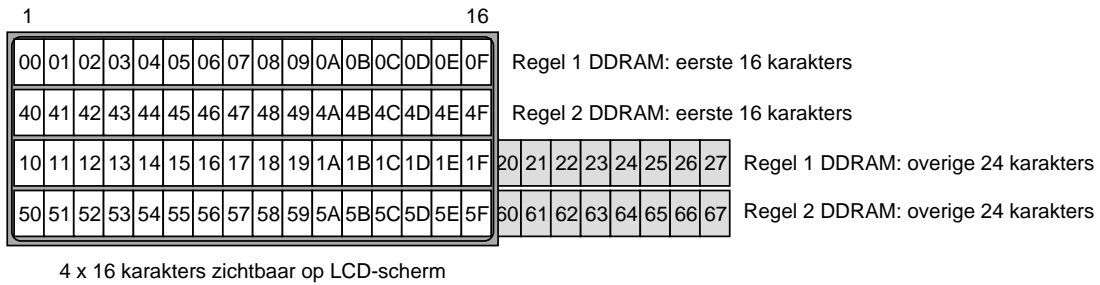 1 16
00 01 02 03 04 05 06 07 08 09 0A 0B 0C 0D 0E 0F Regel 1 DDRAM: eerste 16 karakters
40 41 42 43 44 45 46 47 48 49 4A 4B 4C 4D 4E 4F Regel 2 DDRAM: eerste 16 karakters
10 11 12 13 14 15 16 17 18 19 1A 1B 1C 1D 1E 1F 20 21 22 23 24 25 26 27 Regel 1 DDRAM: overige 24 karakters
50 51 52 53 54 55 56 57 58 59 5A 5B 5C 5D 5E 5F 60 61 62 63 64 65 66 67 Regel 2 DDRAM: overige 24 karakters
4 x 16 karakters zichtbaar op LCD-scherm